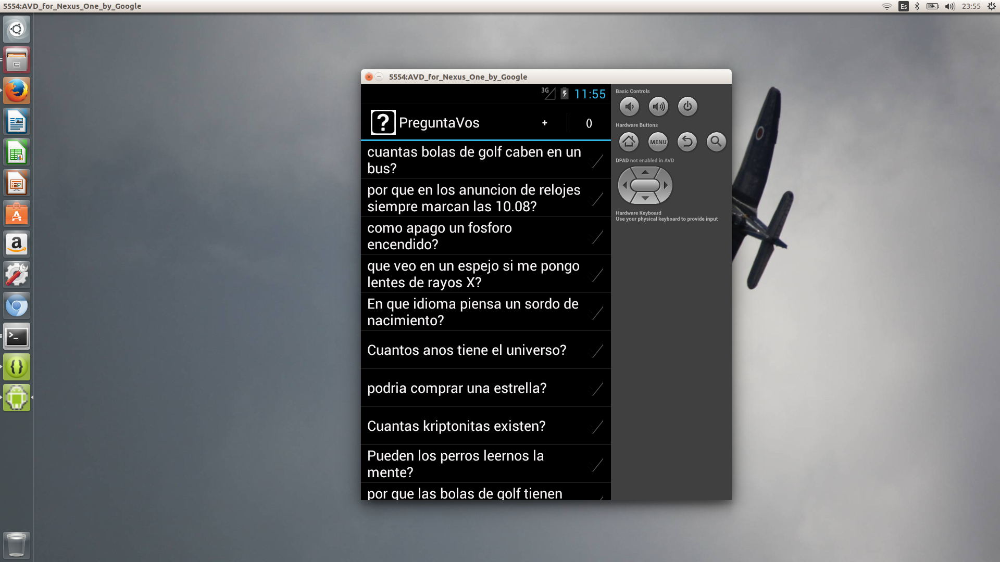 5554:AVD_for_Nexus_One_by_Google
Es
23:55
5554:AVD_for_Nexus_One_by_Google
3G
11:55
? PreguntaVos
+
0
cuantas bolas de golf caben en un
bus?
por que en los anuncion de relojes
siempre marcan las 10.08?
como apago un fosforo
encendido?
que veo en un espejo si me pongo
lentes de rayos X?
En que idioma piensa un sordo de
nacimiento?
Cuantos anos tiene el universo?
podria comprar una estrella?
Cuantas kriptonitas existen?
Pueden los perros leernos la
mente?
por que las bolas de golf tienen
Basic Controls
Hardware Buttons
MENU
DPAD not enabled in AVD
Hardware Keyboard
Use your physical keyboard to provide input